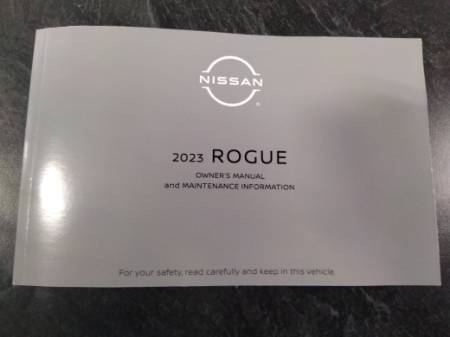 NISSAN
®
2023 ROGUE
OWNER'S MANUAL
and MAINTENANCE INFORMATION
For your safety, read carefully and keep in this vehicle.